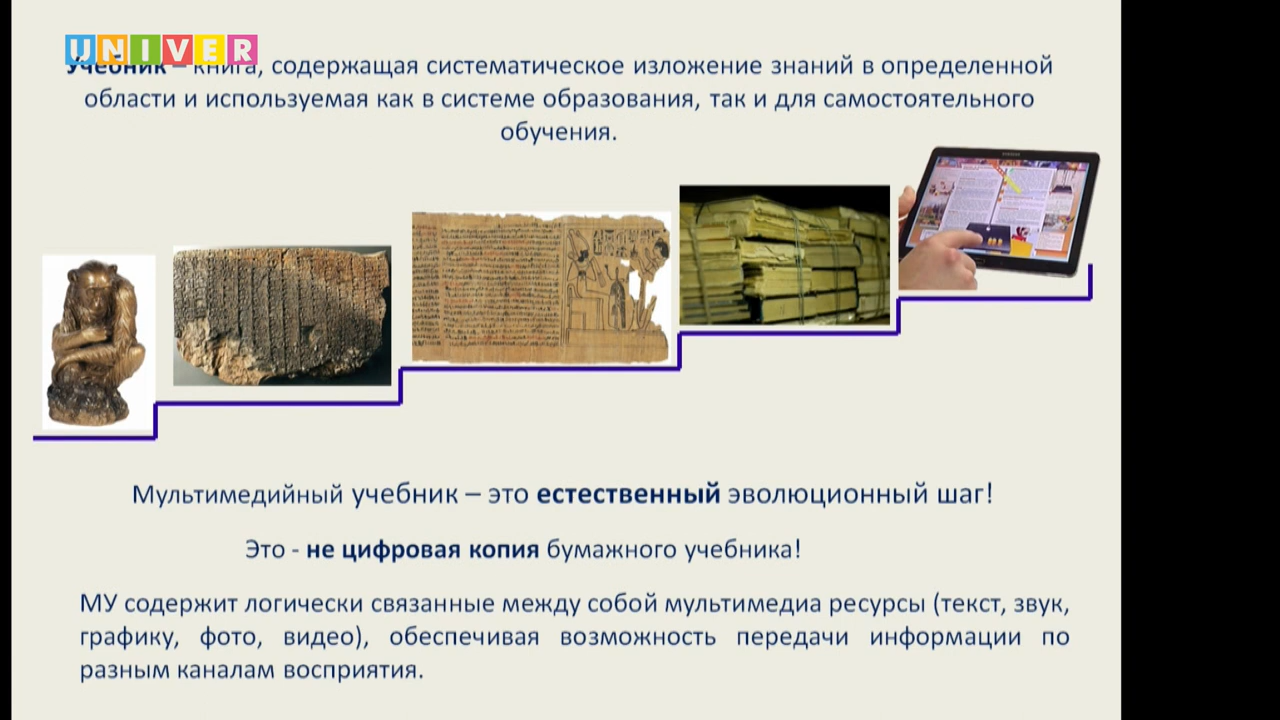 UNIVER
Учебник – книга, содержащая систематическое изложение знаний в определенной
области и используемая как в системе образования, так и для самостоятельного
обучения.
Мультимедийный учебник – это естественный эволюционный шаг!
Это - не цифровая копия бумажного учебника!
МУ содержит логически связанные между собой мультимедиа ресурсы (текст, звук,
графику, фото, видео), обеспечивая возможность передачи информации по
разным каналам восприятия.